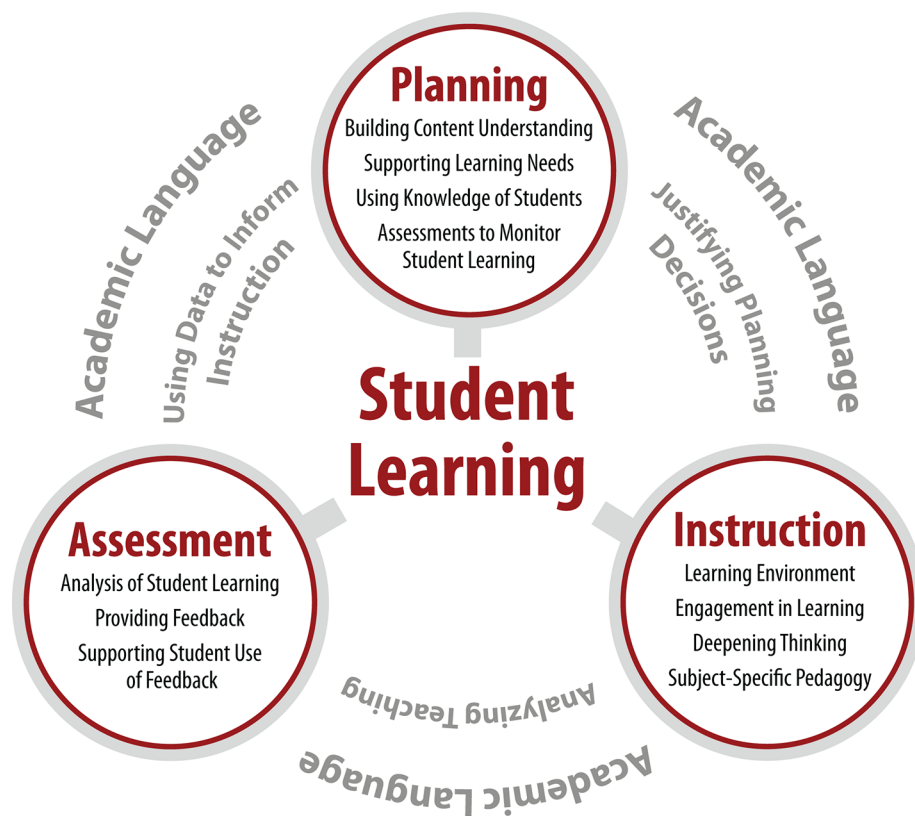 Planning
Building Content Understanding
Supporting Learning Needs
Using Knowledge of Students
Assessments to Monitor
Student Learning
Academic Language
Using Data to Inform
Instruction
Academic Language
Justifying Planning
Decisions
Student
Learning
Assessment
Analysis of Student Learning
Providing Feedback
Supporting Student Use
of Feedback
Instruction
Learning Environment
Engagement in Learning
Deepening Thinking
Subject-Specific Pedagogy
Analyzing Teaching
Academic Language